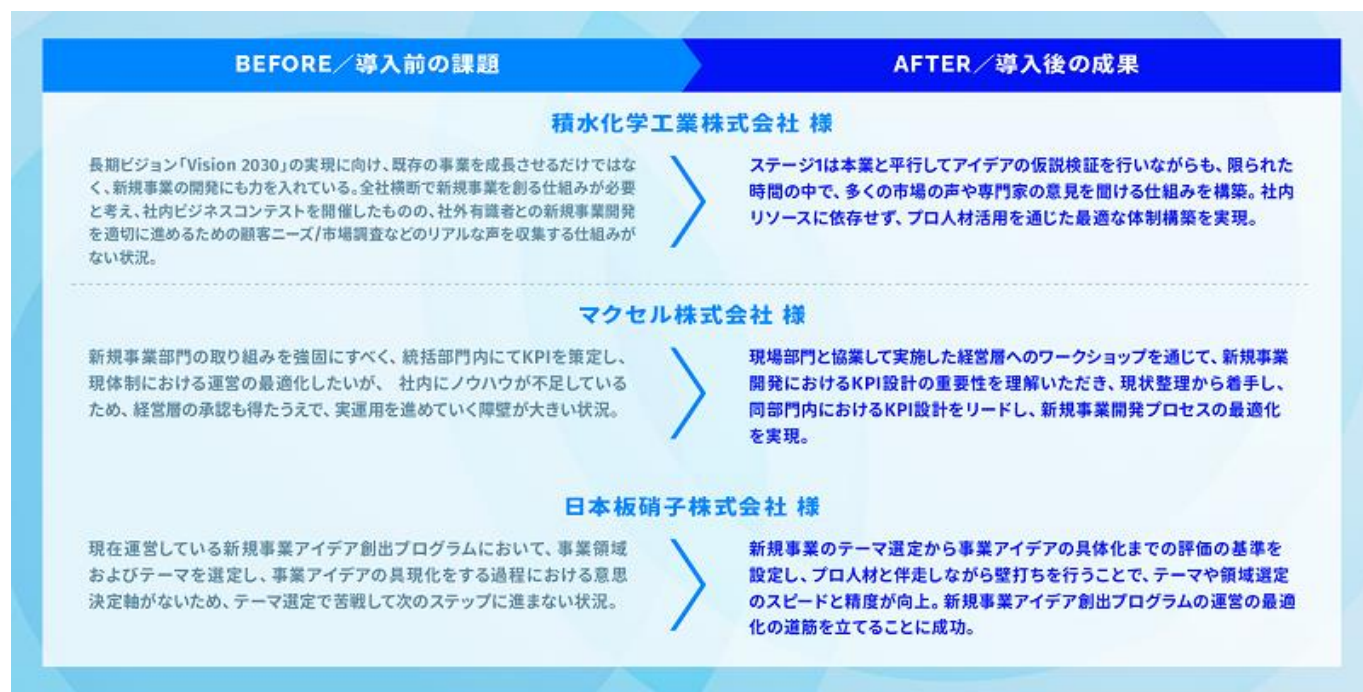 BEFORE／導入前の課題
AFTER／導入後の成果
積水化学工業株式会社 様
長期ビジョン「Vision 2030」の実現に向け、既存の事業を成長させるだけではな
く、新規事業の開発にも力を入れている。全社横断で新規事業を創る仕組みが必要
と考え、社内ビジネスコンテストを開催したものの、社外有識者との新規事業開発
を適切に進めるための顧客ニーズ/市場調査などのリアルな声を収集する仕組みが
ない状況。
ステージ1は本業と平行してアイデアの仮説検証を行いながらも、限られた
時間の中で、多くの市場の声や専門家の意見を聞ける仕組みを構築。社内
リソースに依存せず、プロ人材活用を通じた最適な体制構築を実現。
マクセル株式会社 様
新規事業部門の取り組みを強固にすべく、統括部門内にてKPIを策定し、
現体制における運営の最適化したいが、 社内にノウハウが不足している
ため、経営層の承認も得たうえで、実運用を進めていく障壁が大きい状況。
現場部門と協業して実施した経営層へのワークショップを通じて、新規事業
開発におけるKPI設計の重要性を理解いただき、現状整理から着手し、
同部門内におけるKPI設計をリードし、新規事業開発プロセスの最適化
を実現。
日本板硝子株式会社 様
現在運営している新規事業アイデア創出プログラムにおいて、事業領域
およびテーマを選定し、事業アイデアの具現化をする過程における意思
決定軸がないため、テーマ選定で苦戦して次のステップに進まない状況。
新規事業のテーマ選定から事業アイデアの具体化までの評価の基準を
設定し、プロ人材と伴走しながら壁打ちを行うことで、テーマや領域選定
のスピードと精度が向上。新規事業アイデア創出プログラムの運営の最適
化の道筋を立てることに成功。